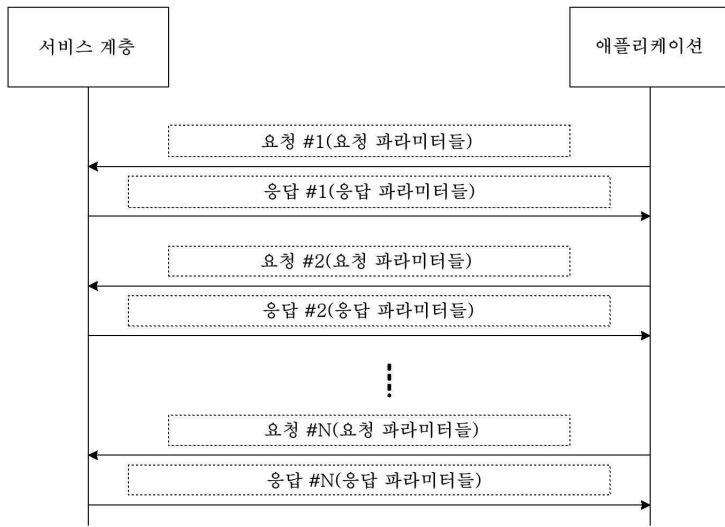 서비스 계층
애플리케이션
요청 #1(요청 파라미터들)
응답 #1(응답 파라미터들)
요청 #2(요청 파라미터들)
응답 #2(응답 파라미터들)
요청 #N(요청 파라미터들)
응답 #N(응답 파라미터들)